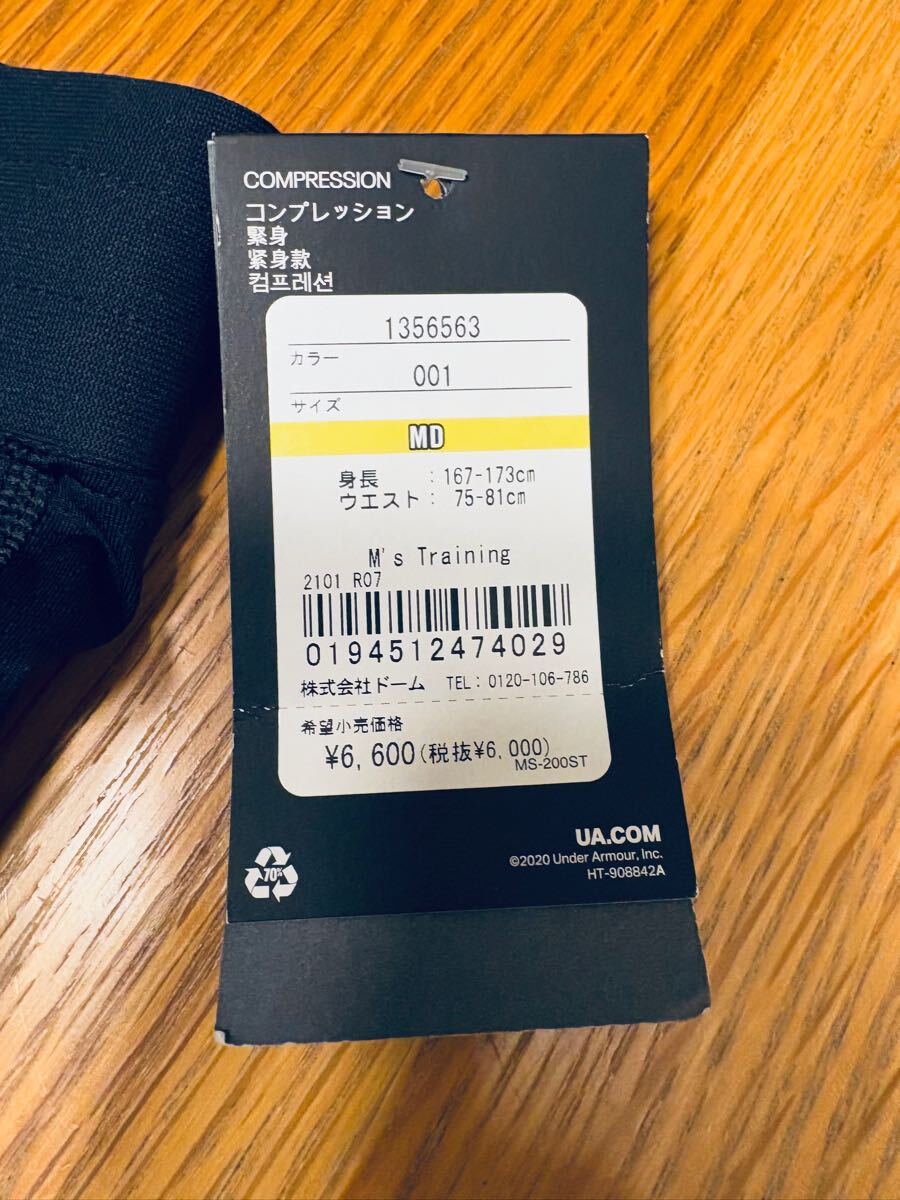 COMPRESSION
コンプレッション
緊身
紧身款
컴프레션
1356563
カラー
001
サイズ
MD
身長 : 167-173cm
ウエスト : 75-81cm
M's Training
2101 R07
0194512474029
株式会社ドーム TEL: 0120-106-786
希望小売価格
¥6,600(税抜¥6,000)
MS-200ST
UA.COM
©2020 Under Armour, Inc.
HT-908842A
70%